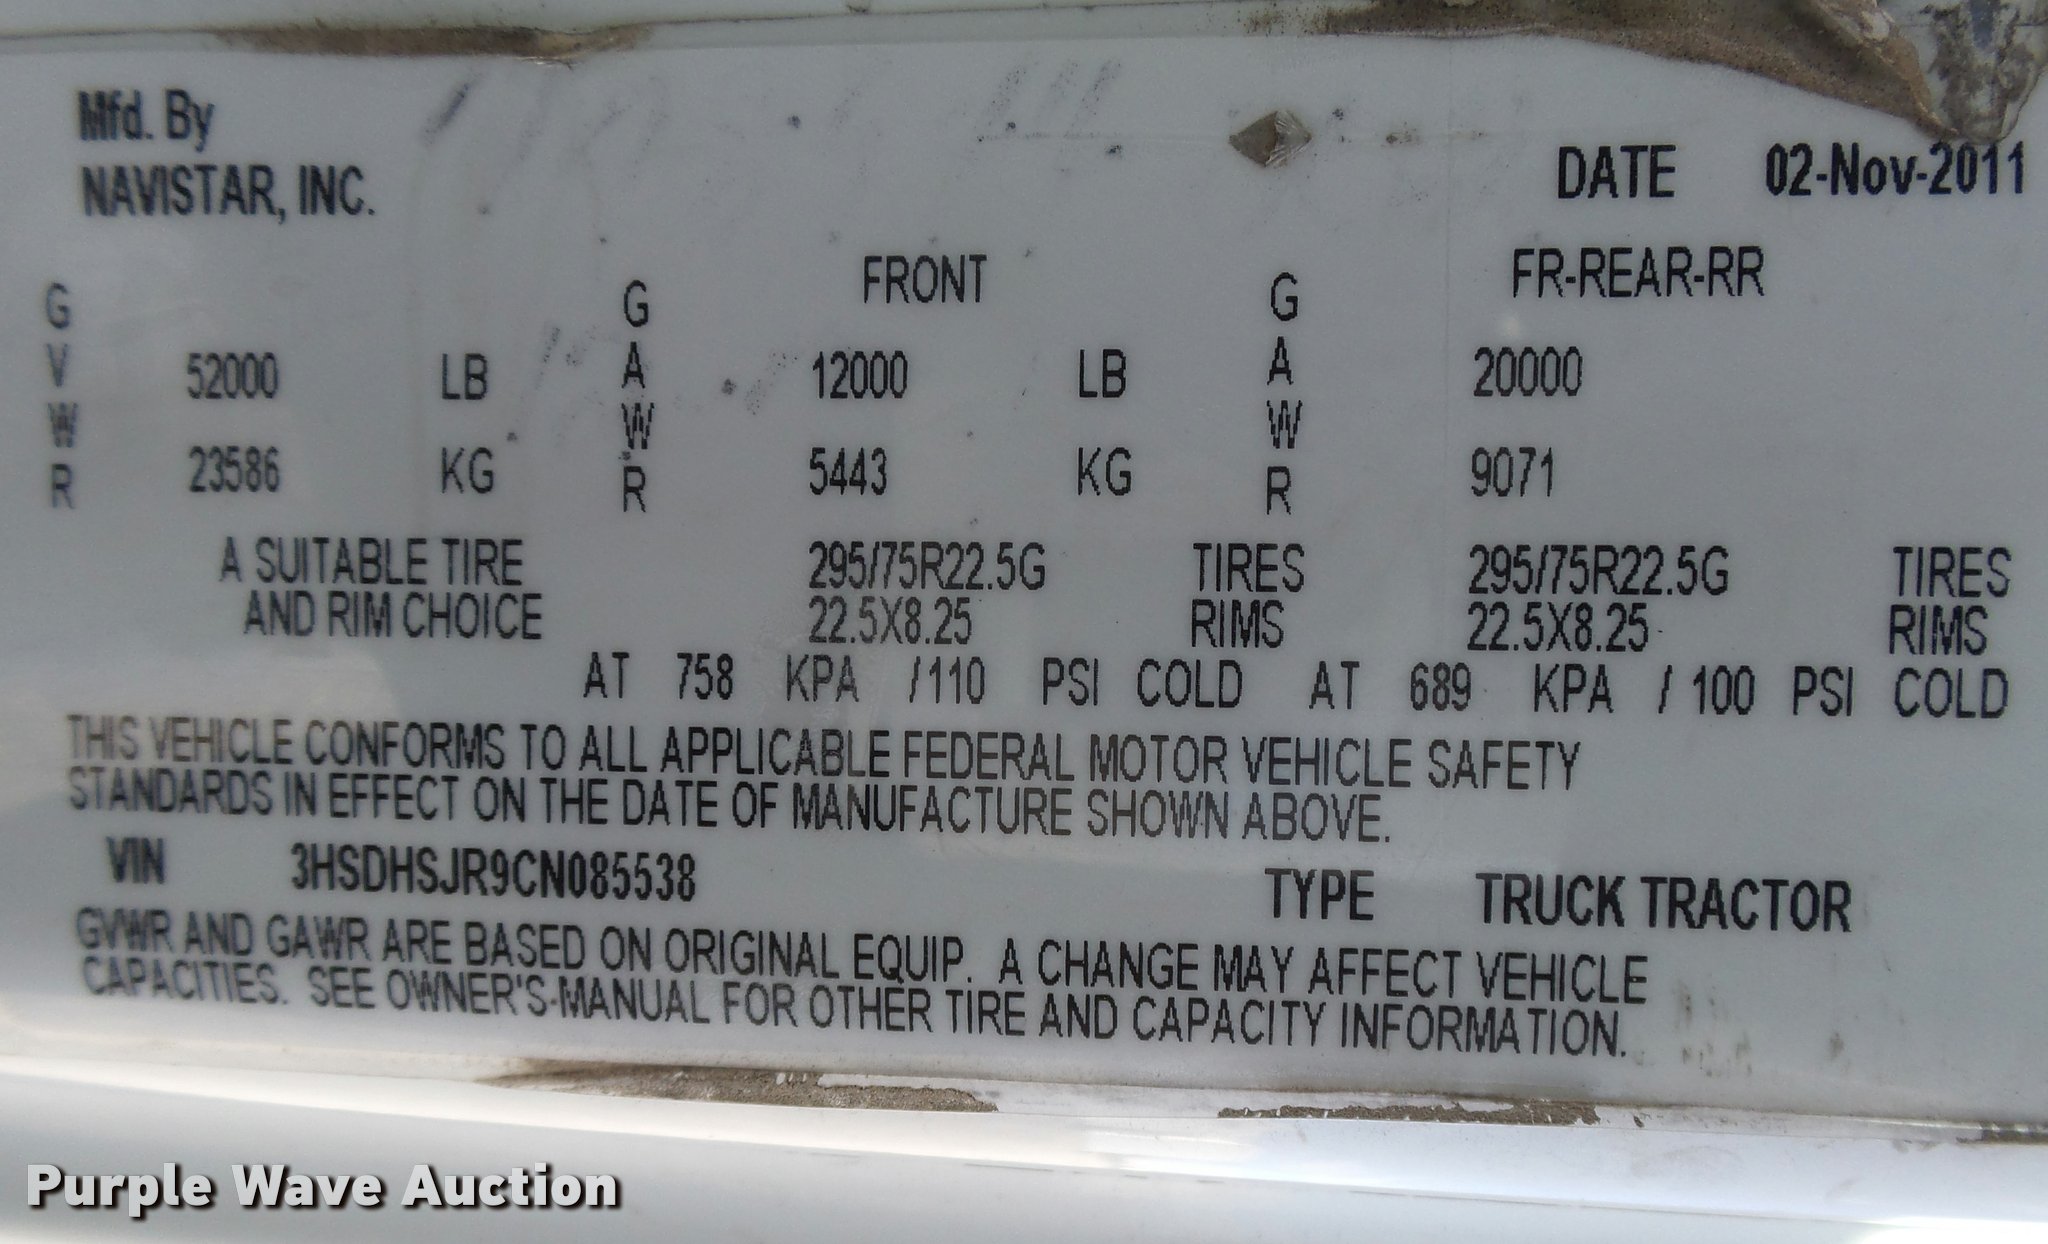 Mfd. By
NAVISTAR, INC.
DATE 02-Nov-2011
FRONT FR-REAR-RR
GVWR 52000 LB GAWR 12000 LB GAWR 20000
23586 KG 5443 KG 9071
A SUITABLE TIRE 295/75R22.5G TIRES 295/75R22.5G TIRES
AND RIM CHOICE 22.5X8.25 RIMS 22.5X8.25 RIMS
AT 758 KPA /110 PSI COLD AT 689 KPA / 100 PSI COLD
THIS VEHICLE CONFORMS TO ALL APPLICABLE FEDERAL MOTOR VEHICLE SAFETY
STANDARDS IN EFFECT ON THE DATE OF MANUFACTURE SHOWN ABOVE.
VIN 3HSDHSJR9CN085538 TYPE TRUCK TRACTOR
GVWR AND GAWR ARE BASED ON ORIGINAL EQUIP. A CHANGE MAY AFFECT VEHICLE
CAPACITIES. SEE OWNER'S-MANUAL FOR OTHER TIRE AND CAPACITY INFORMATION.
Purple Wave Auction